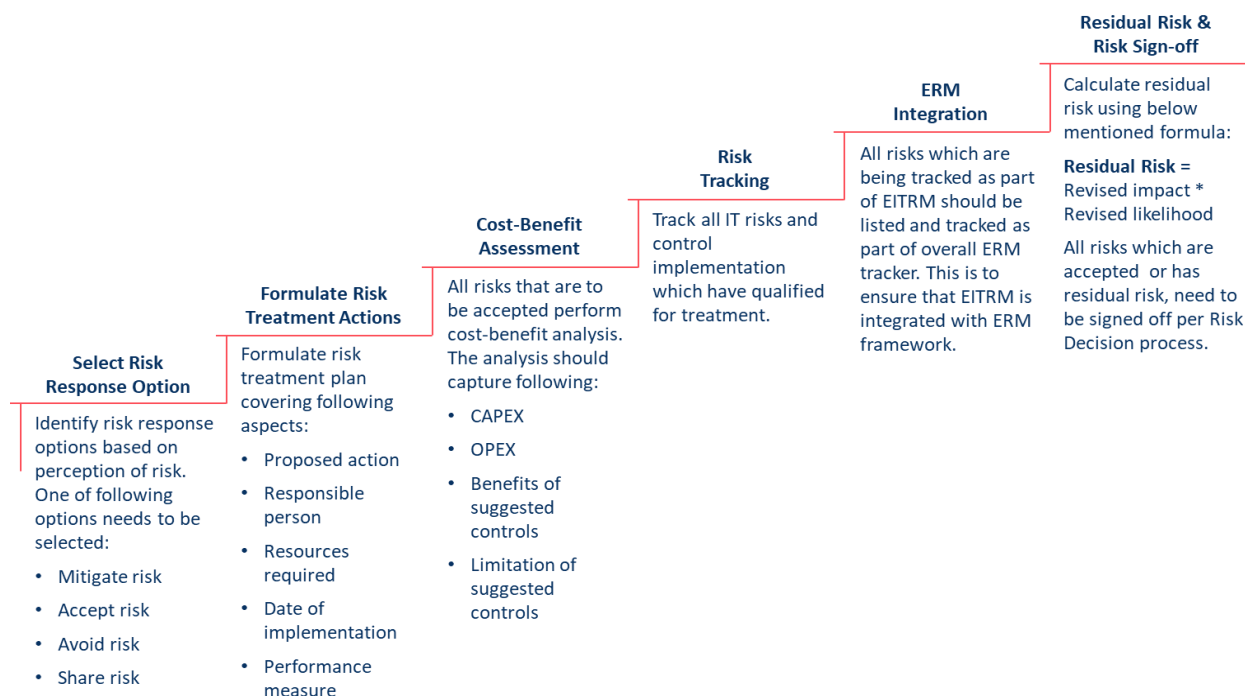 Select Risk
Response Option
Identify risk response
options based on
perception of risk.
One of following
options needs to be
selected:
• Mitigate risk
• Accept risk
• Avoid risk
• Share risk
Formulate Risk
Treatment Actions
Formulate risk
treatment plan
covering following
aspects:
• Proposed action
• Responsible
person
• Resources
required
• Date of
implementation
• Performance
measure
Cost-Benefit
Assessment
All risks that are to
be accepted perform
cost-benefit analysis.
The analysis should
capture following:
• CAPEX
• OPEX
• Benefits of
suggested
controls
• Limitation of
suggested
controls
Risk
Tracking
Track all IT risks and
control
implementation
which have qualified
for treatment.
ERM
Integration
All risks which are
being tracked as part
of EITRM should be
listed and tracked as
part of overall ERM
tracker. This is to
ensure that EITRM is
integrated with ERM
framework.
Residual Risk &
Risk Sign-off
Calculate residual
risk using below
mentioned formula:
Residual Risk =
Revised impact *
Revised likelihood
All risks which are
accepted or has
residual risk, need to
be signed off per Risk
Decision process.